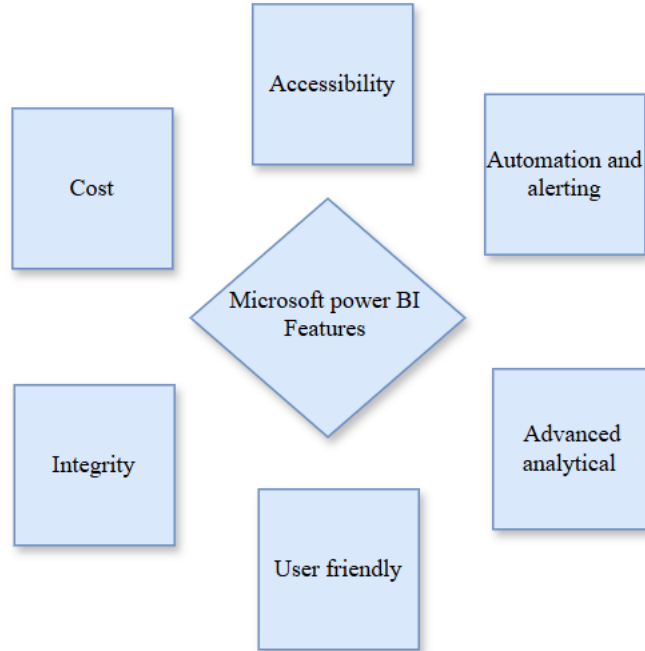 Accessibility
Automation and
alerting
Cost
Microsoft power BI
Features
Advanced
analytical
Integrity
User friendly